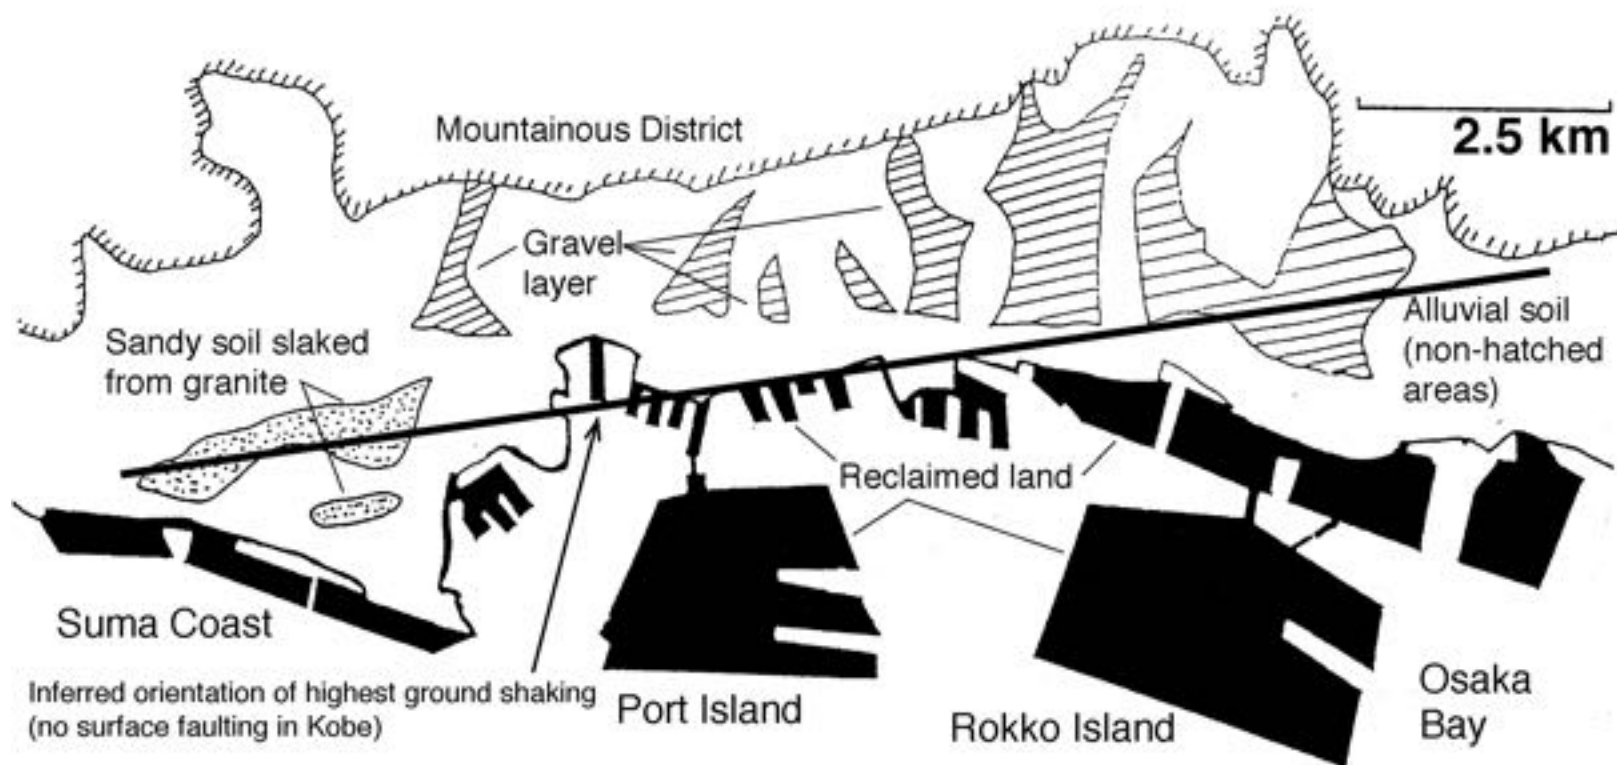 Mountainous District
2.5 km
Gravel
layer
Sandy soil slaked
from granite
Alluvial soil
(non-hatched
areas)
Reclaimed land
Suma Coast
Inferred orientation of highest ground shaking
(no surface faulting in Kobe)
Port Island
Rokko Island
Osaka
Bay